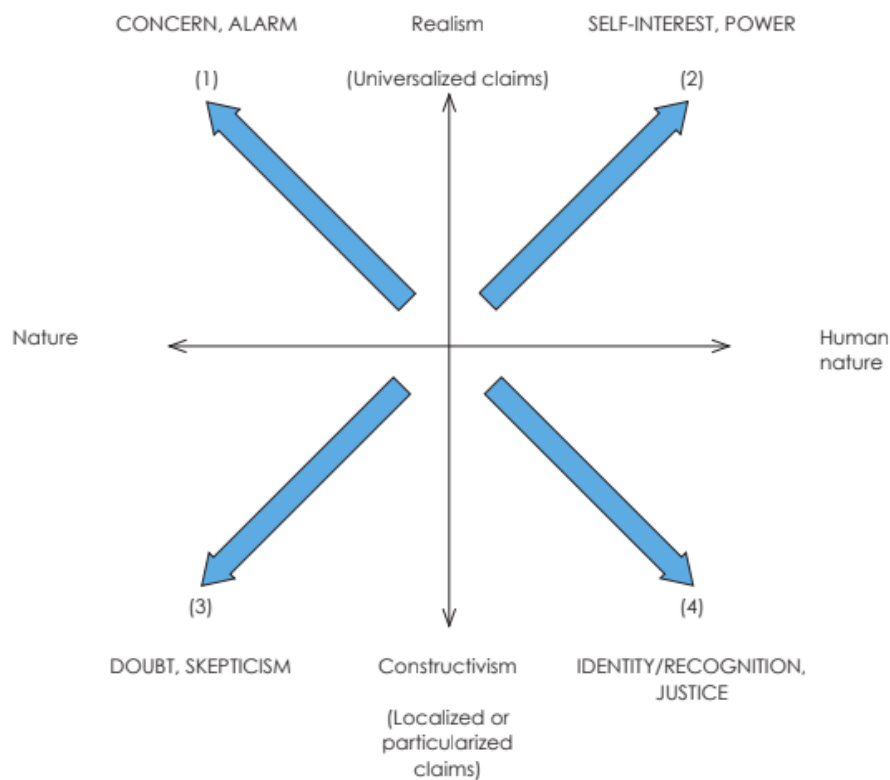 CONCERN, ALARM
Realism
SELF-INTEREST, POWER
(1)
(Universalized claims)
(2)
Nature
Human
nature
(3)
(4)
DOUBT, SKEPTICISM
Constructivism
IDENTITY/RECOGNITION,
JUSTICE
(Localized or
particularized
claims)